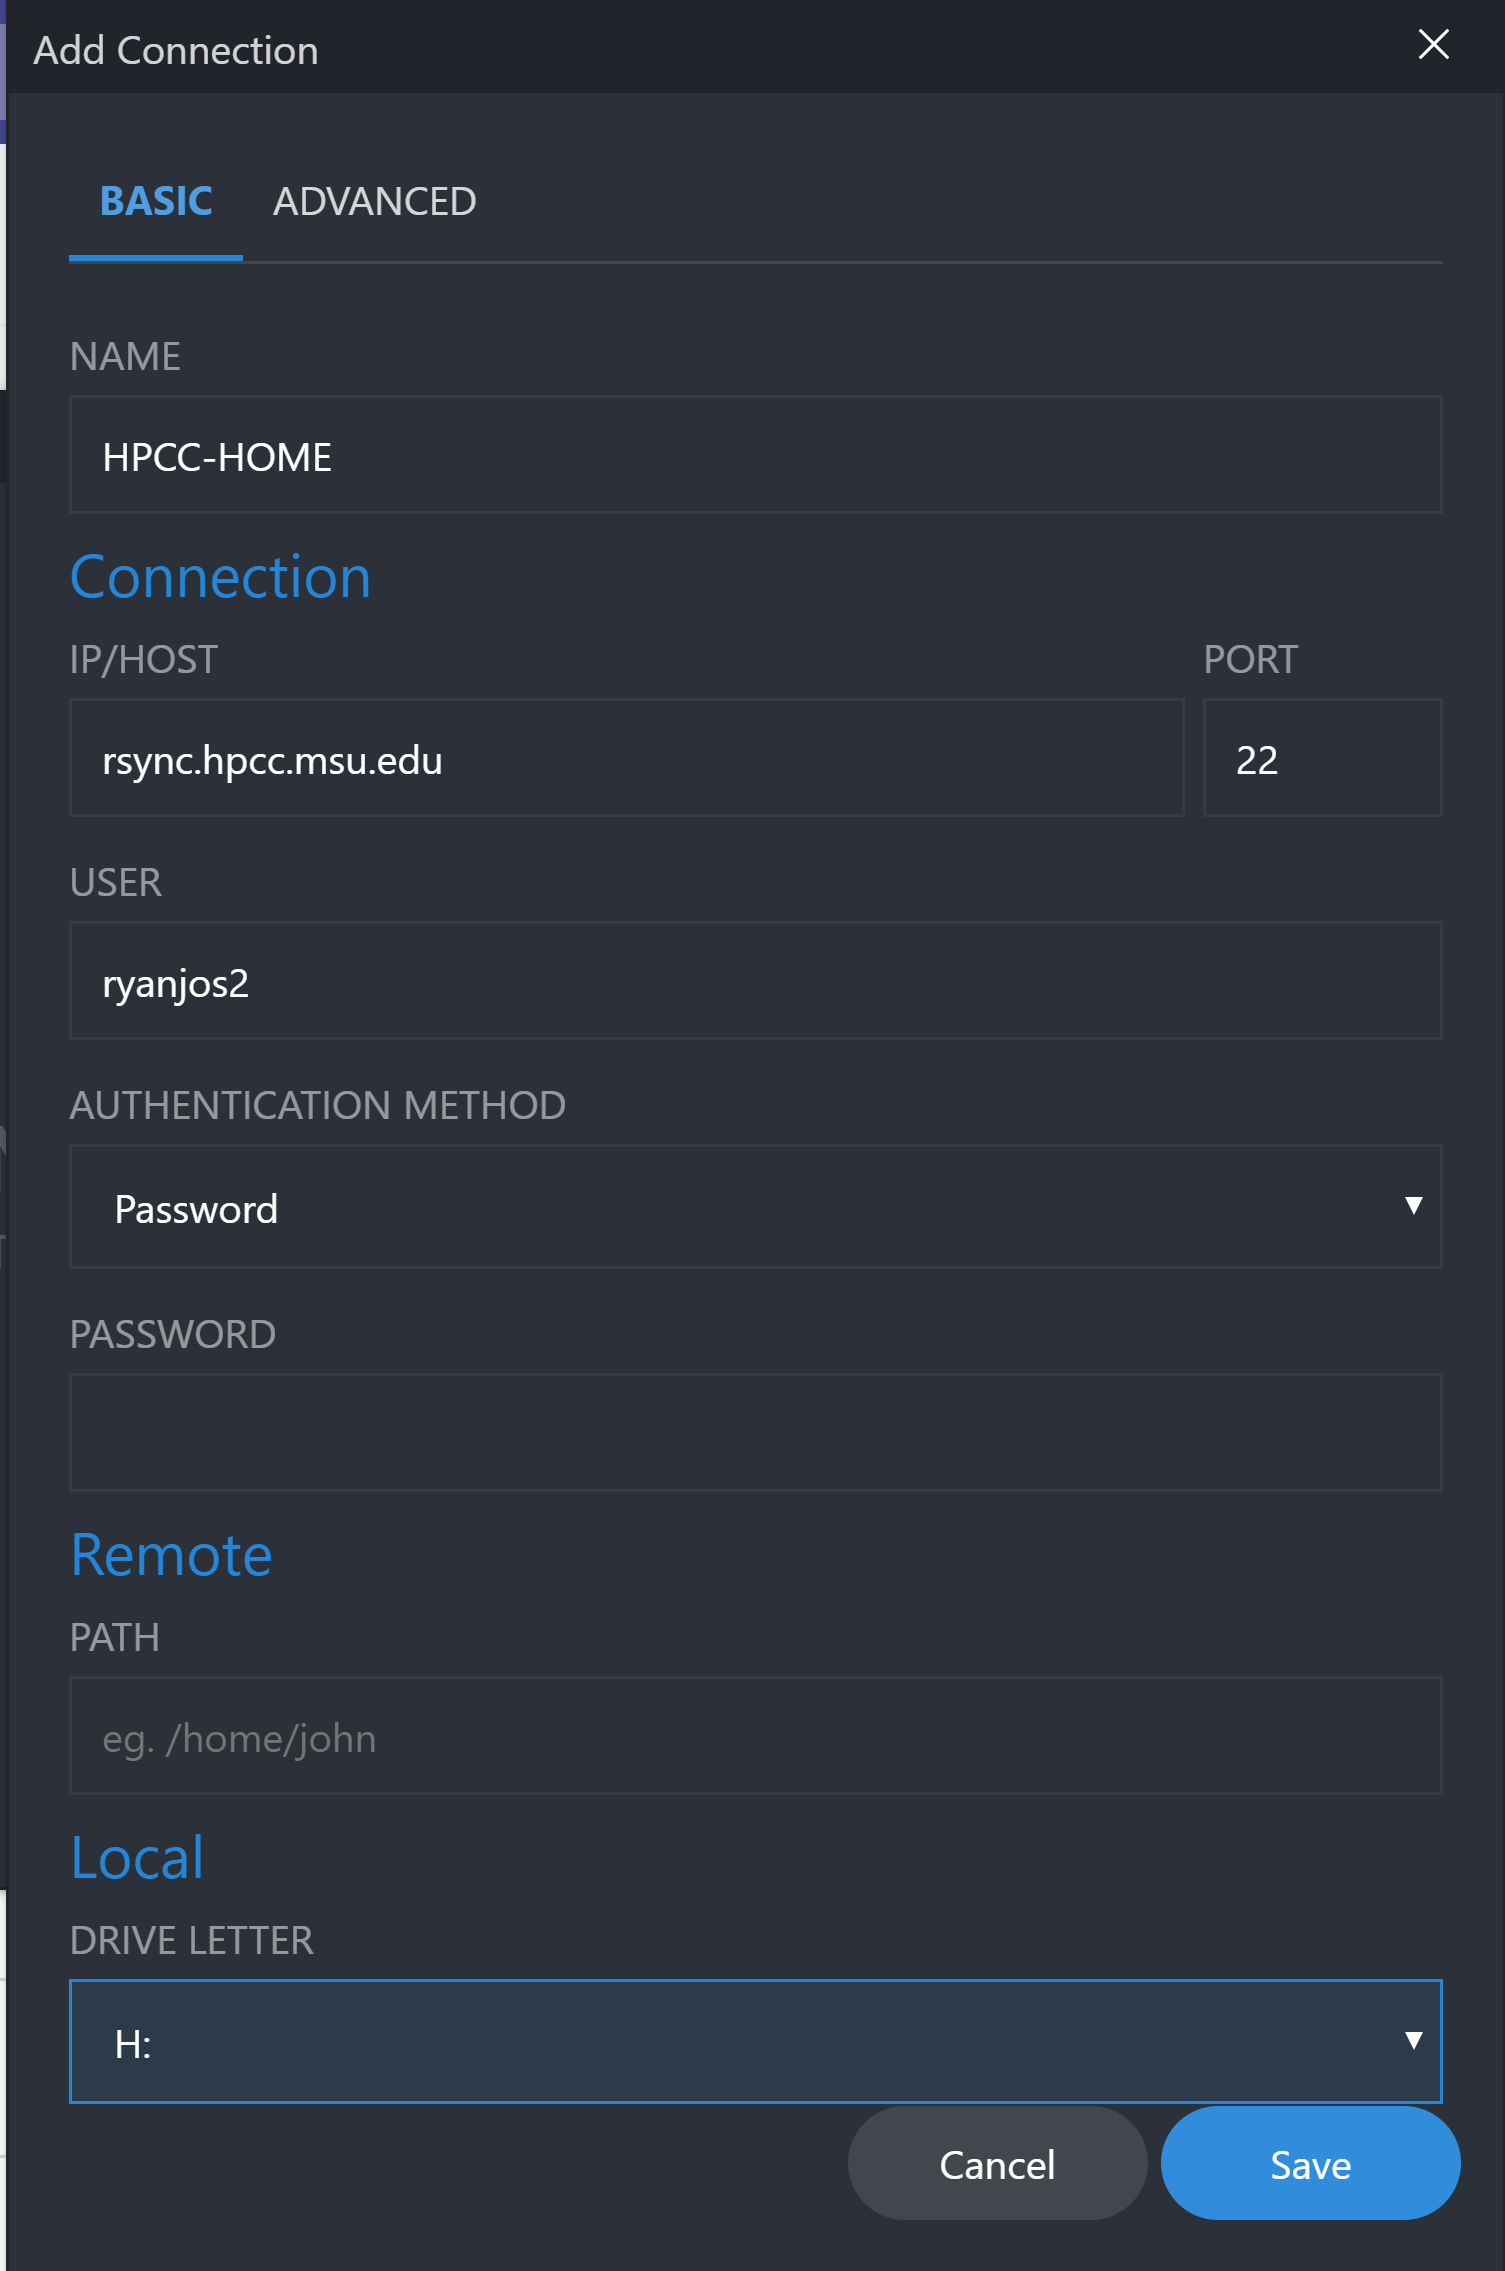 Add Connection
BASIC ADVANCED
NAME
HPCC-HOME
Connection
IP/HOST PORT
rsync.hpcc.msu.edu 22
USER
ryanjos2
AUTHENTICATION METHOD
Password
PASSWORD
Remote
PATH
eg. /home/john
Local
DRIVE LETTER
H:
Cancel Save